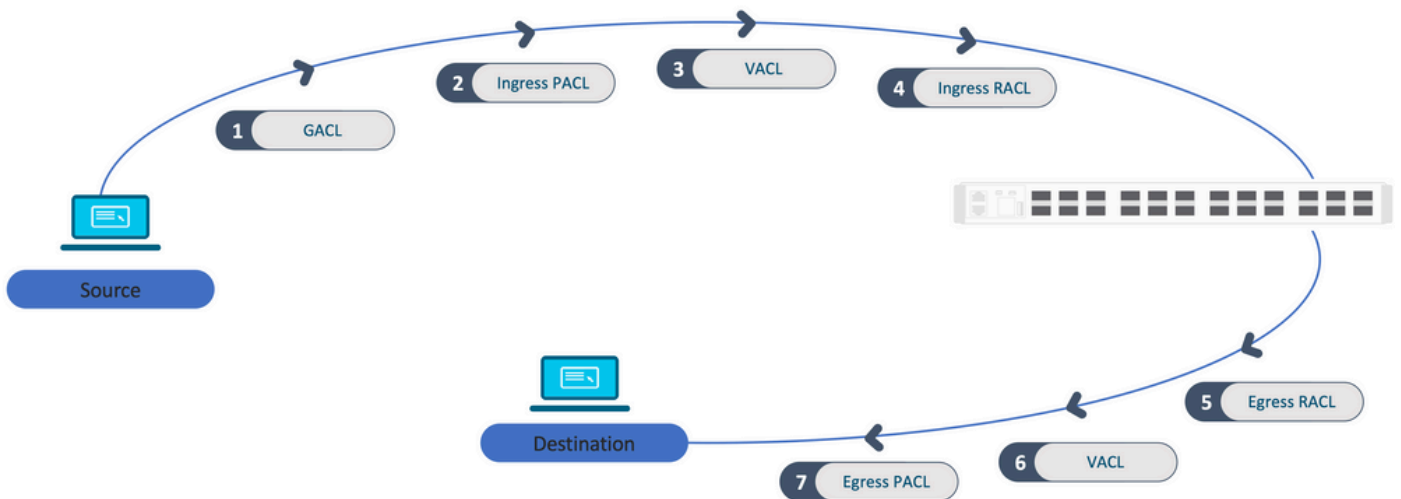 1 GACL
2 Ingress PACL
3 VACL
4 Ingress RACL
Source
5 Egress RACL
6 VACL
7 Egress PACL
Destination